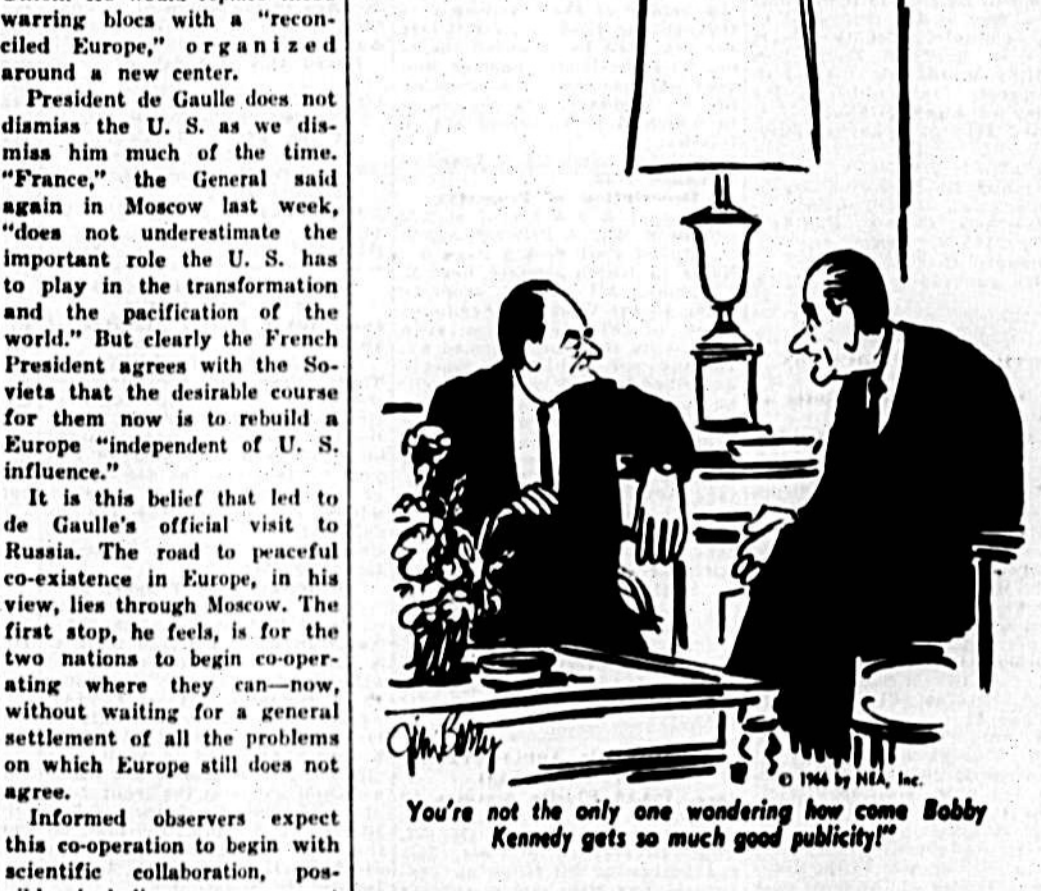 warring blocs with a "recon-
ciled Europe," organized
around a new center.
President de Gaulle does not
dismiss the U. S. as we dis-
miss him much of the time.
"France," the General said
again in Moscow last week,
"does not underestimate the
important role the U. S. has
to play in the transformation
and the pacification of the
world." But clearly the French
President agrees with the So-
viets that the desirable course
for them now is to rebuild a
Europe "independent of U. S.
influence."
It is this belief that led to
de Gaulle's official visit to
Russia. The road to peaceful
co-existence in Europe, in his
view, lies through Moscow. The
first stop, he feels, is for the
two nations to begin co-oper-
ating where they can—now,
without waiting for a general
settlement of all the problems
on which Europe still does not
agree.
Informed observers expect
this co-operation to begin with
scientific collaboration, pos-
Jim Berry
© 1966 by NEA, Inc.
You're not the only one wondering how come Bobby
Kennedy gets so much good publicity!"